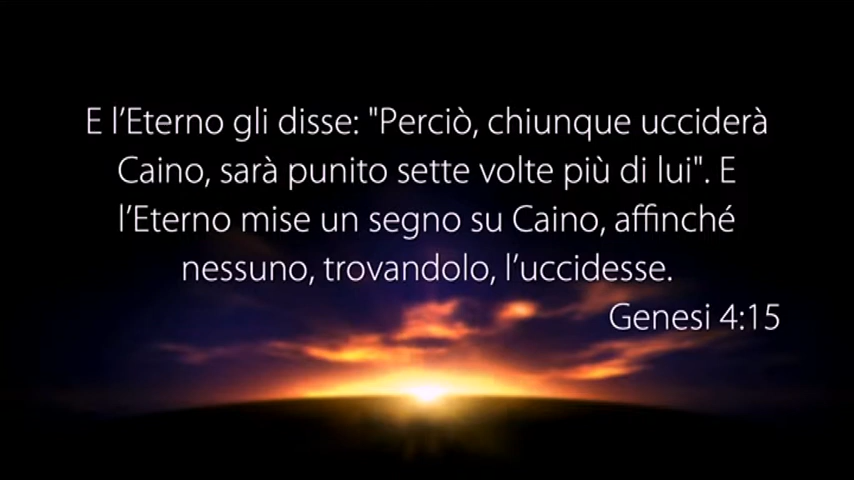 E l’Eterno gli disse: "Perciò, chiunque ucciderà
Caino, sarà punito sette volte più di lui". E
l’Eterno mise un segno su Caino, affinché
nessuno, trovandolo, l’uccidesse.
Genesi 4:15